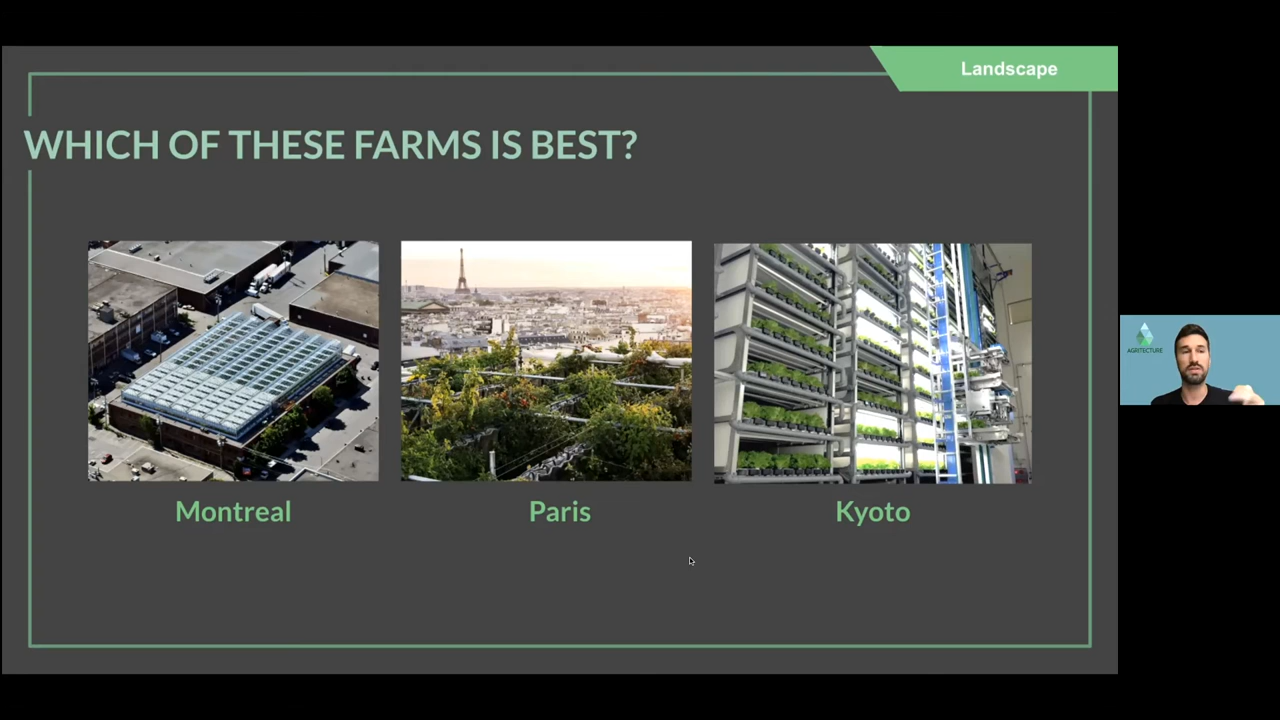 Landscape
WHICH OF THESE FARMS IS BEST?
Montreal
Paris
Kyoto
AGRITECTURE